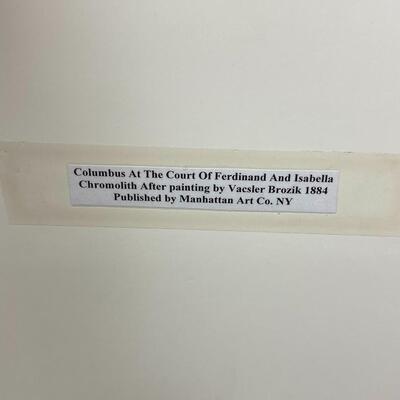 Columbus At The Court Of Ferdinand And Isabella
Chromolith After painting by Vacsler Brozik 1884
Published by Manhattan Art Co. NY